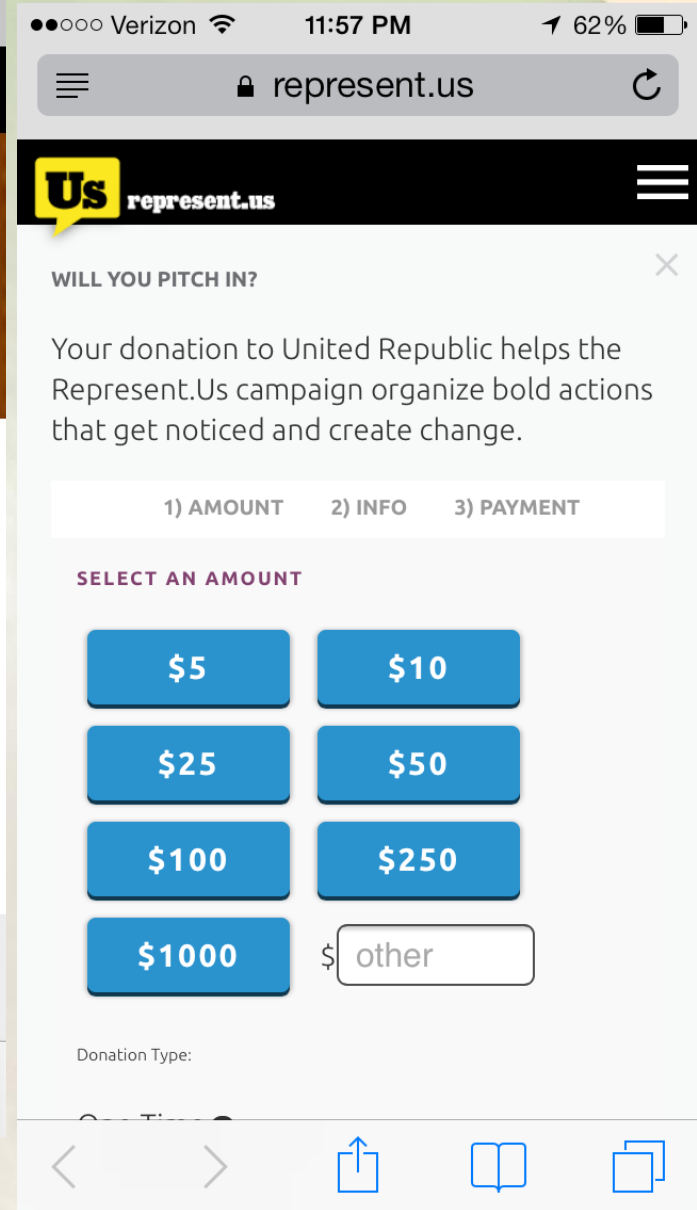 Verizon 11:57 PM 62%
represent.us
Us represent.us
WILL YOU PITCH IN?
Your donation to United Republic helps the
Represent.Us campaign organize bold actions
that get noticed and create change.
1) AMOUNT 2) INFO 3) PAYMENT
SELECT AN AMOUNT
$5 $10
$25 $50
$100 $250
$1000 $ other
Donation Type:
One Time